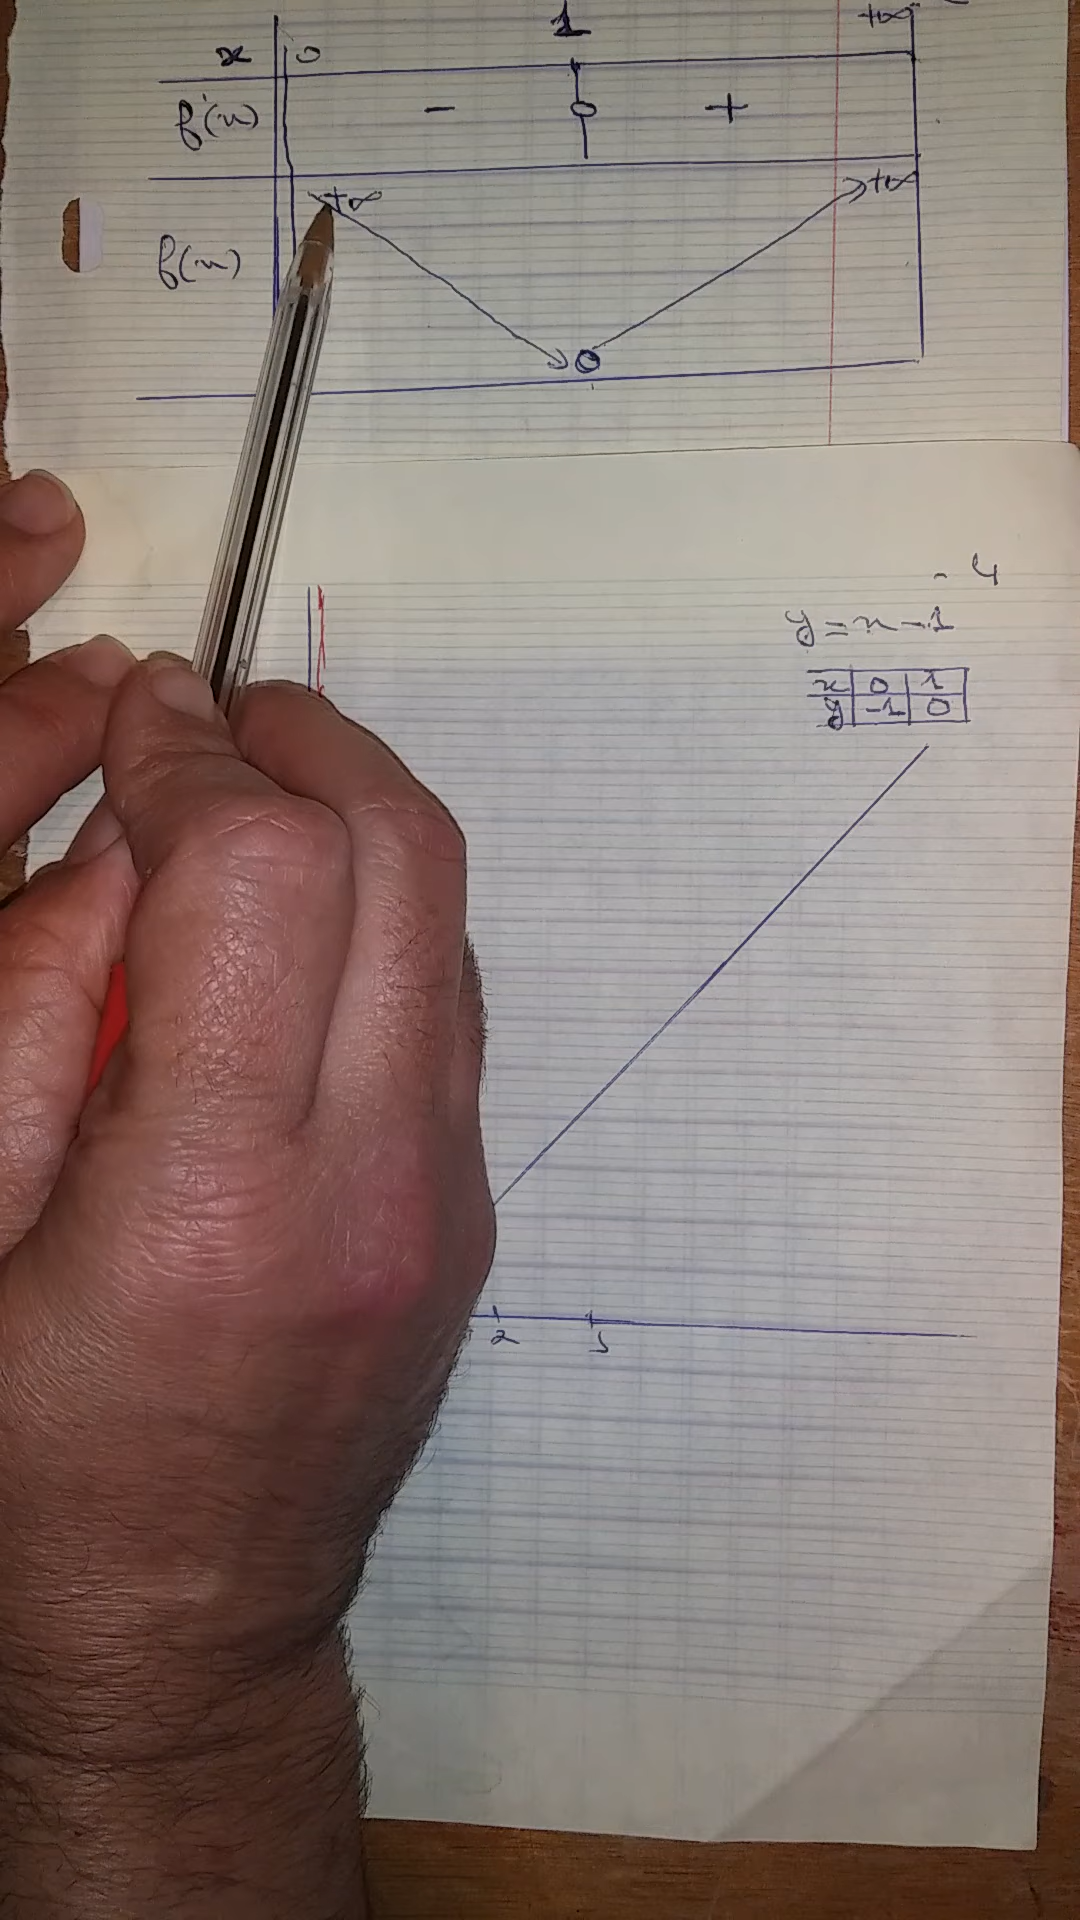 x 0 1 +∞
f'(x) - 0 +
f(x) +∞ 0 +∞
- 4
y = x - 1
x 0 1
y -1 0
2 3